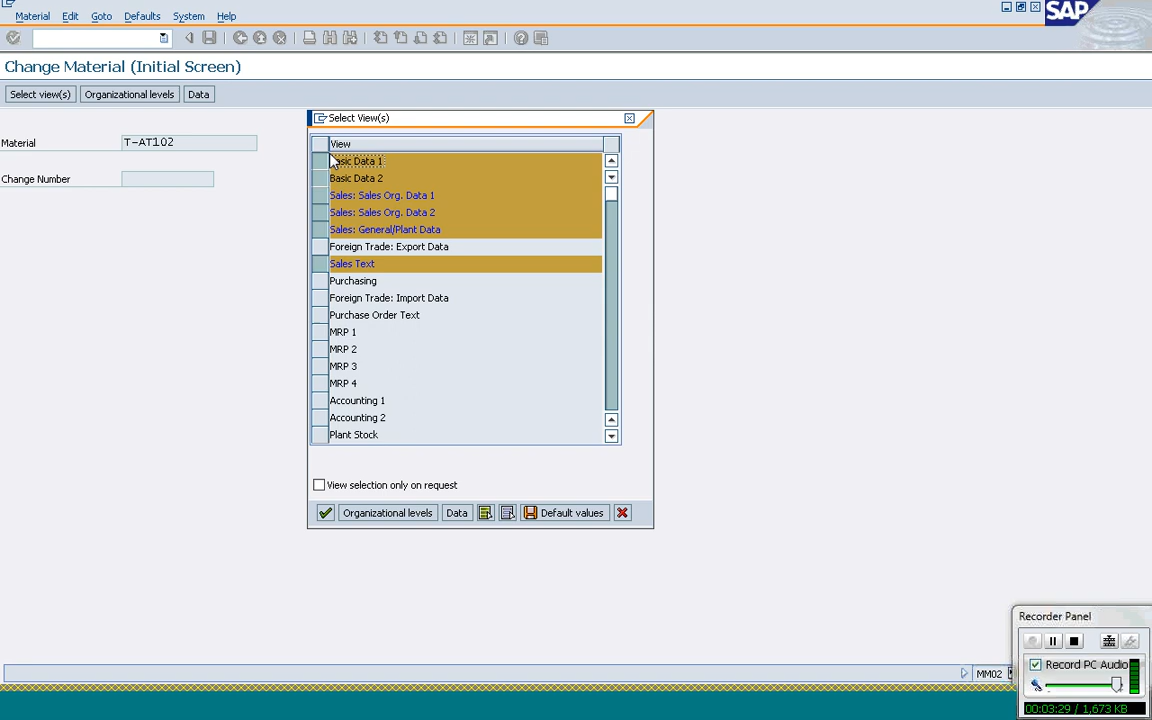 Material Edit Goto Defaults System Help
SAP
Change Material (Initial Screen)
Select view(s) Organizational levels Data
Material T-AT102
Change Number
Select View(s)
View
Basic Data 1
Basic Data 2
Sales: Sales Org. Data 1
Sales: Sales Org. Data 2
Sales: General/Plant Data
Foreign Trade: Export Data
Sales Text
Purchasing
Foreign Trade: Import Data
Purchase Order Text
MRP 1
MRP 2
MRP 3
MRP 4
Accounting 1
Accounting 2
Plant Stock
View selection only on request
Organizational levels Data Default values
Recorder Panel
Record PC Audio
00:03:29 / 1,673 KB
MM02